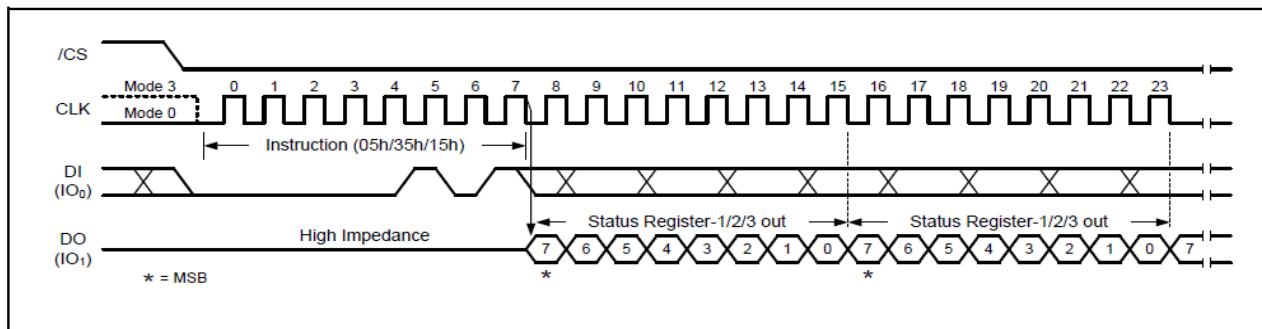 /CS
Mode 3 0 1 2 3 4 5 6 7 8 9 10 11 12 13 14 15 16 17 18 19 20 21 22 23
CLK Mode 0
Instruction (05h/35h/15h)
DI
(IO0)
Status Register-1/2/3 out Status Register-1/2/3 out
DO High Impedance 7 6 5 4 3 2 1 0 7 6 5 4 3 2 1 0 7
(IO1)
* *
* = MSB